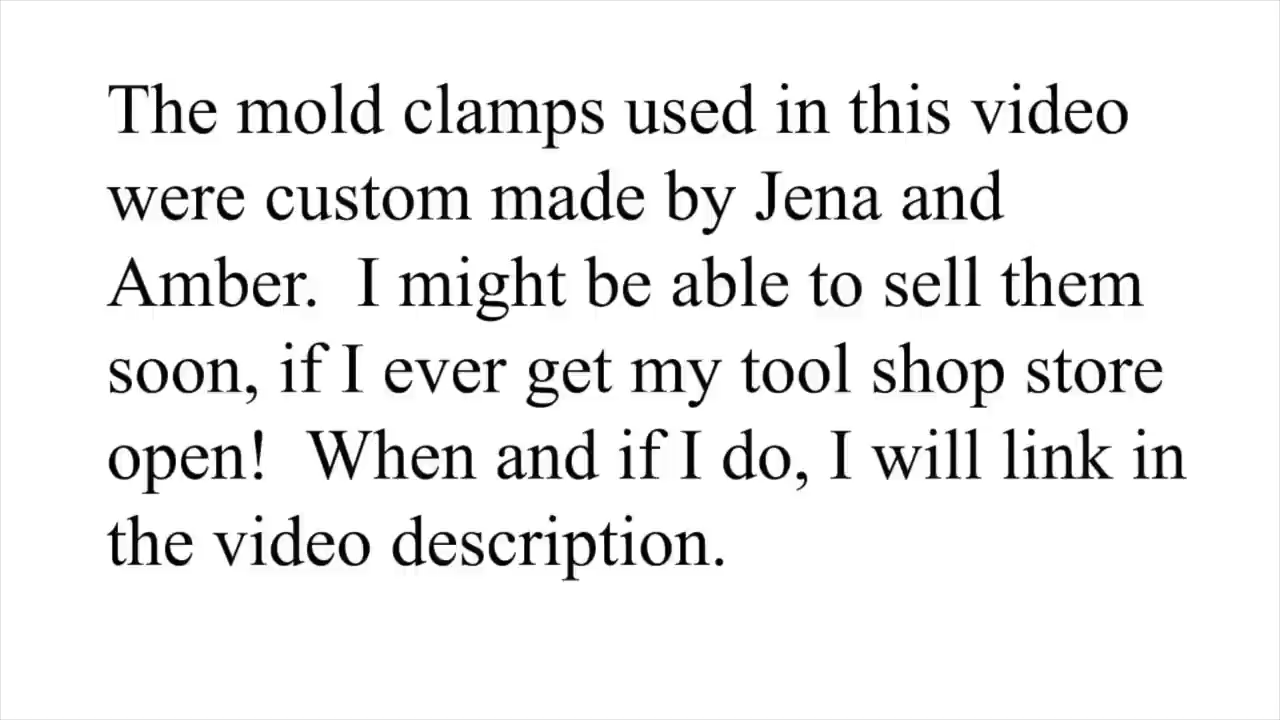 The mold clamps used in this video
were custom made by Jena and
Amber.  I might be able to sell them
soon, if I ever get my tool shop store
open!  When and if I do, I will link in
the video description.